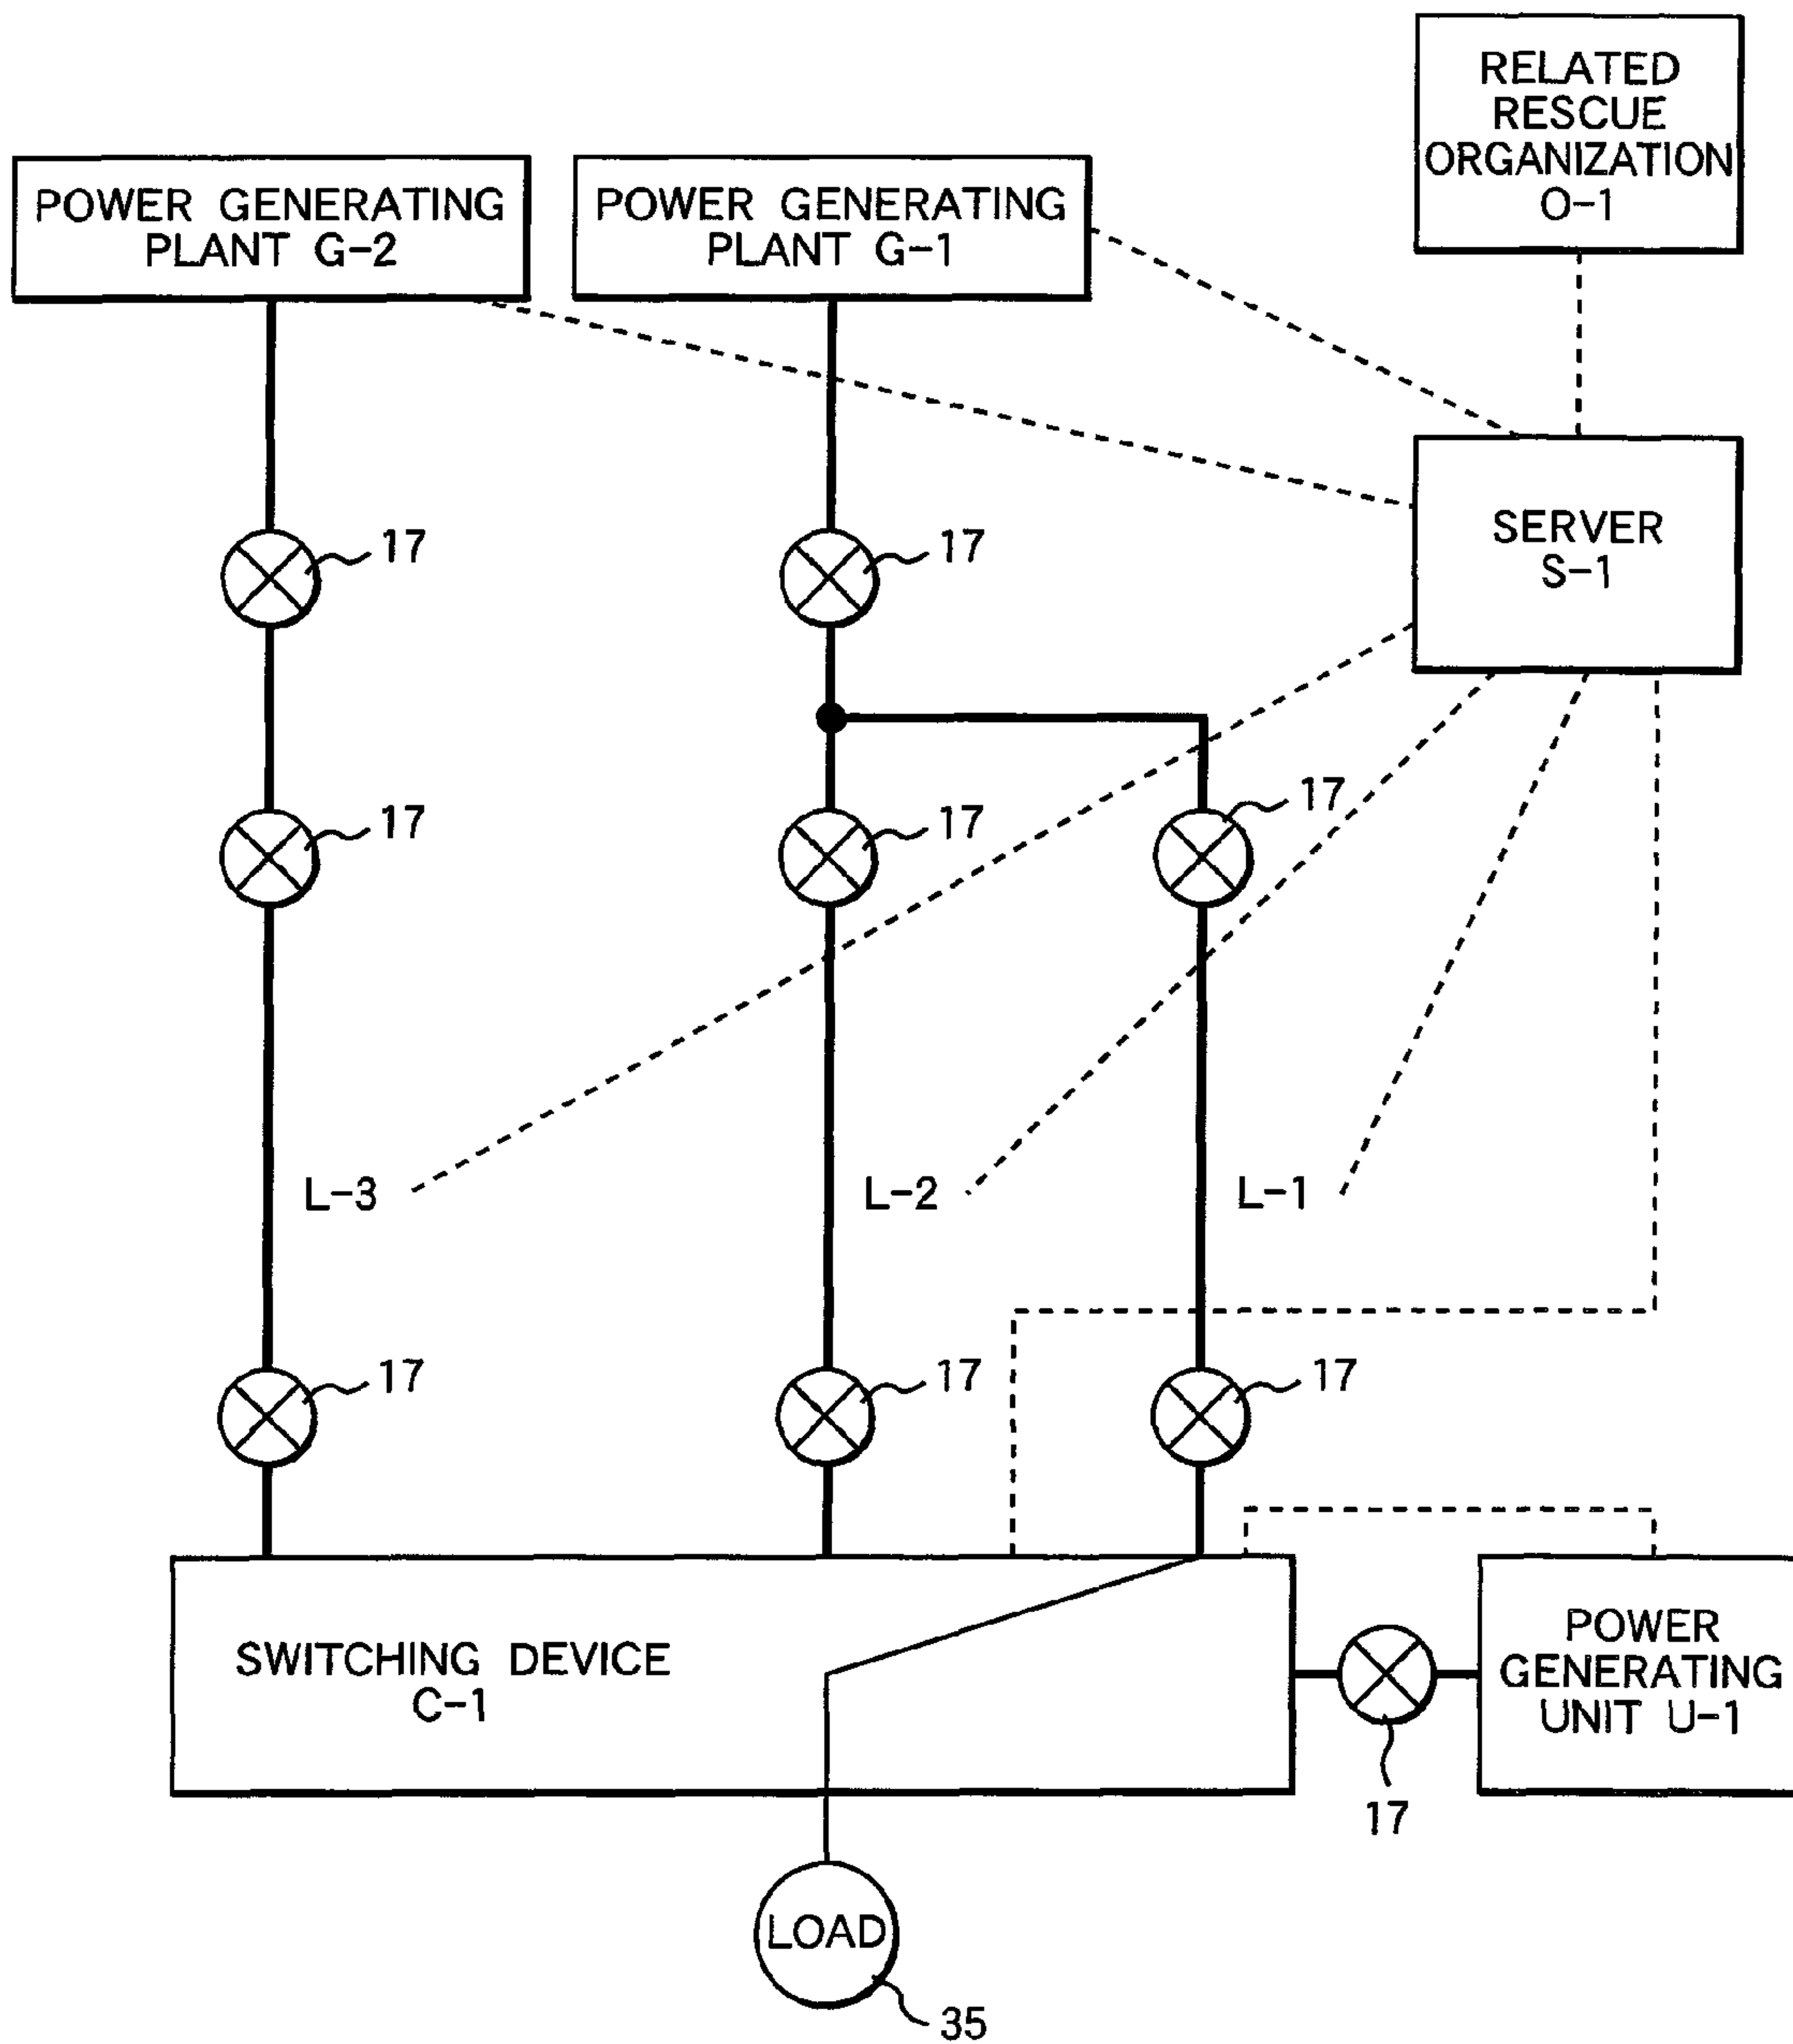 RELATED
RESCUE
ORGANIZATION
O-1
POWER GENERATING
PLANT G-2
POWER GENERATING
PLANT G-1
SERVER
S-1
17
17
17
17
17
L-3
L-2
L-1
17
17
17
SWITCHING DEVICE
C-1
POWER
GENERATING
UNIT U-1
17
LOAD
35